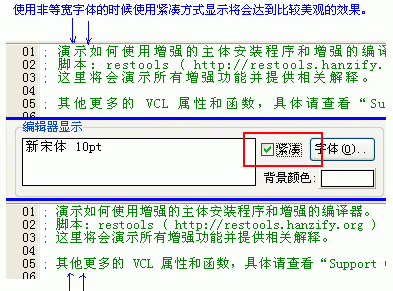 使用非等宽字体的时候使用紧凑方式显示将会达到比较美观的效果。
01 ; 演示如何使用增强的主体安装程序和增强的编译
02 ; 脚本: restools ( http://restools.hanzify.
03 ; 这里将会演示所有增强功能并提供相关解释。
04
05 ; 其他更多的 VCL 属性和函数，具体请查看“Su
编辑器显示
新宋体 10pt
紧凑
字体(O)...
背景颜色:
01 ; 演示如何使用增强的主体安装程序和增强的编译器。
02 ; 脚本: restools ( http://restools.hanzify.org )
03 ; 这里将会演示所有增强功能并提供相关解释。
04
05 ; 其他更多的 VCL 属性和函数，具体请查看“Support
06